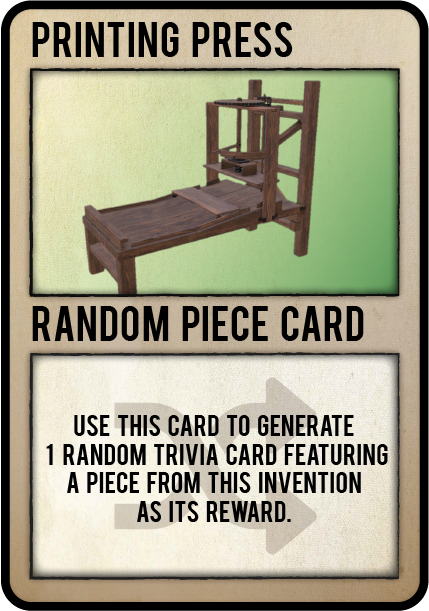 PRINTING PRESS
RANDOM PIECE CARD
USE THIS CARD TO GENERATE
1 RANDOM TRIVIA CARD FEATURING
A PIECE FROM THIS INVENTION
AS ITS REWARD.